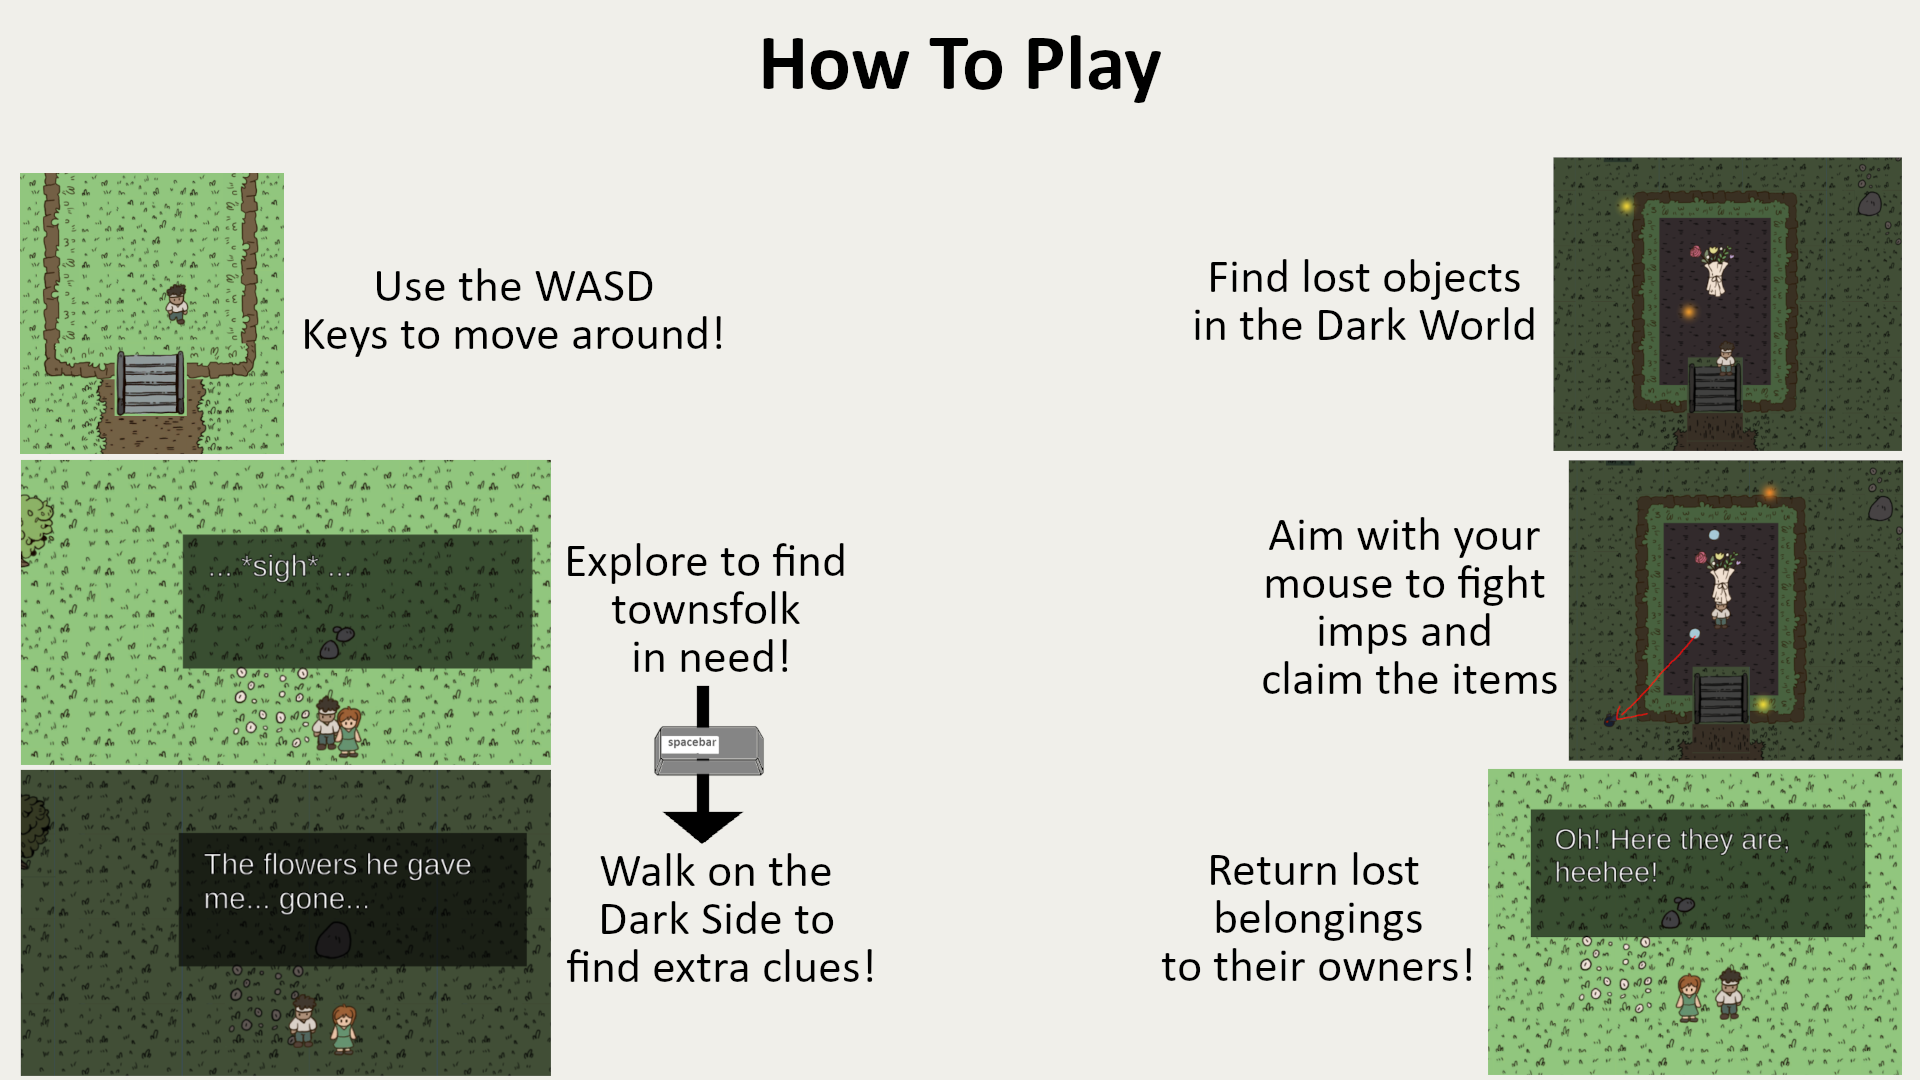 How To Play
Use the WASD
Keys to move around!
... *sigh* ...
Explore to find
townsfolk
in need!
spacebar
The flowers he gave
me... gone...
Walk on the
Dark Side to
find extra clues!
Find lost objects
in the Dark World
Aim with your
mouse to fight
imps and
claim the items
Return lost
belongings
to their owners!
Oh! Here they are,
heehee!